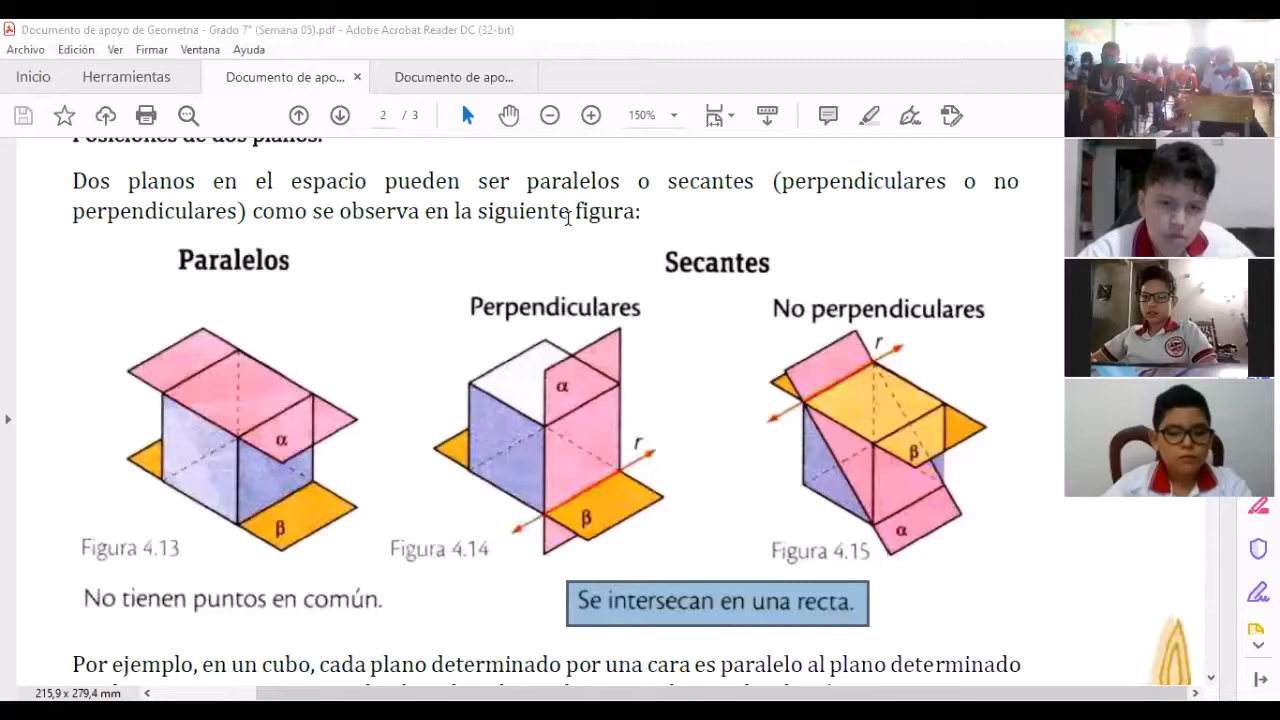 Documento de apoyo de Geometría - Grado 7° (Semana 05).pdf - Adobe Acrobat Reader DC (32-bit)
Archivo Edición Ver Firmar Ventana Ayuda
Inicio Herramientas Documento de apo... × Documento de apo...
2 / 3 150%
Posiciones de dos planos.
Dos planos en el espacio pueden ser paralelos o secantes (perpendiculares o no
perpendiculares) como se observa en la siguiente figura:
Paralelos Secantes
Perpendiculares No perpendiculares
r
α
α
r
β
β
β
α
Figura 4.13 Figura 4.14 Figura 4.15
No tienen puntos en común. Se intersecan en una recta.
Por ejemplo, en un cubo, cada plano determinado por una cara es paralelo al plano determinado
215,9 x 279,4 mm